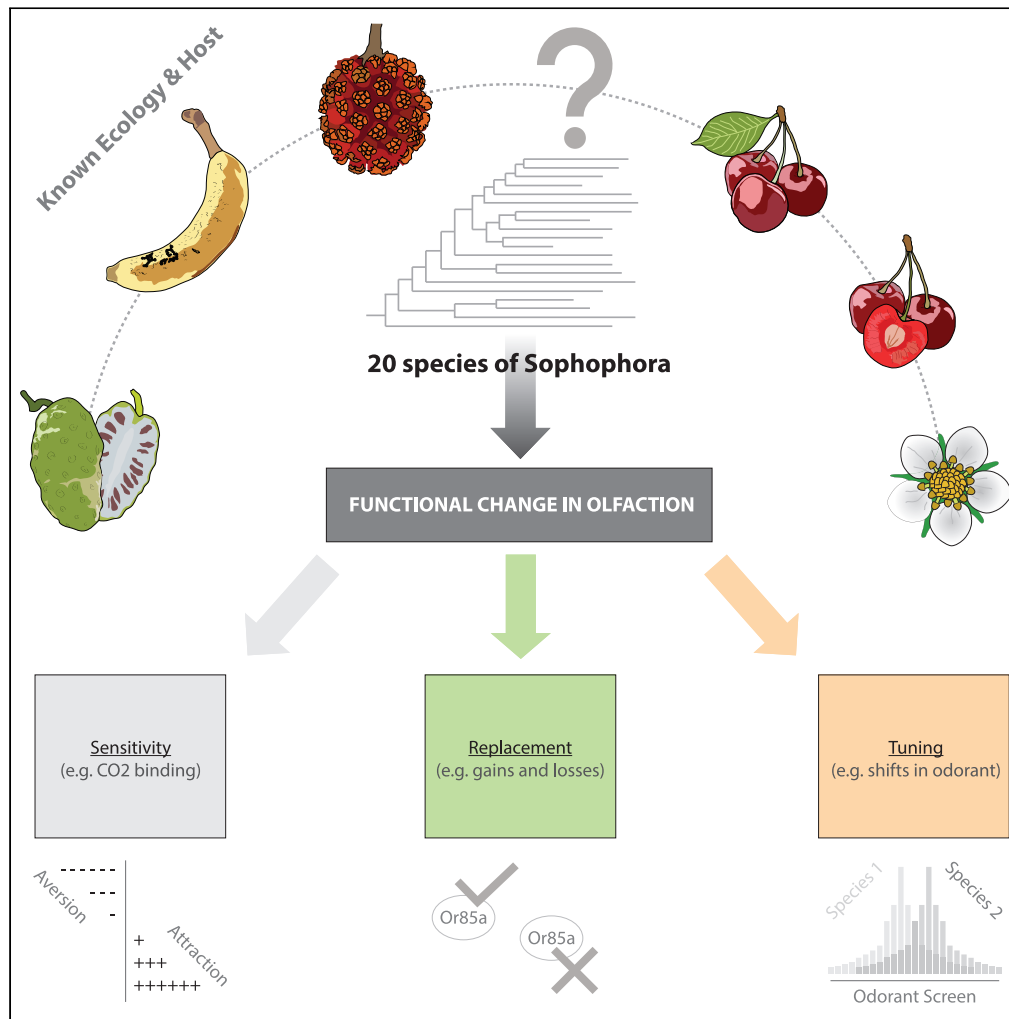 Known Ecology & Host
?
20 species of Sophophora
FUNCTIONAL CHANGE IN OLFACTION
Sensitivity
(e.g. CO2 binding)
Replacement
(e.g. gains and losses)
Tuning
(e.g. shifts in odorant)
Aversion
- - - - - -
- - -
-
Attraction
+
+++
++++++
Or85a
Or85a
Species 1
Species 2
Odorant Screen